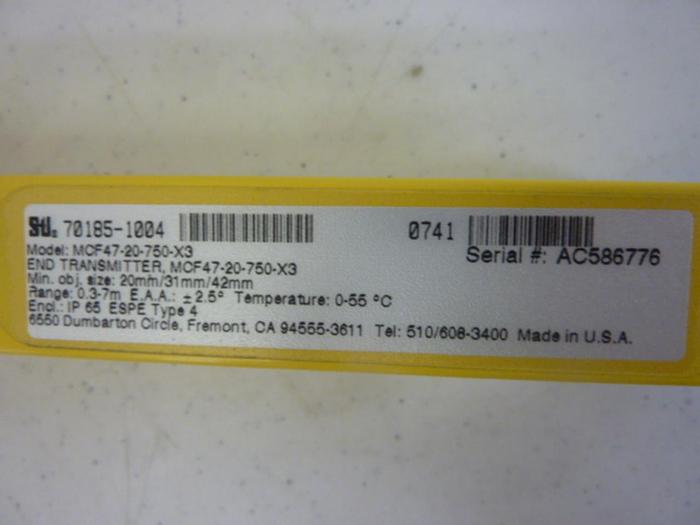 STI. 70185-1004 0741
Model: MCF47-20-750-X3 Serial #: AC586776
END TRANSMITTER, MCF47-20-750-X3
Min. obj. size: 20mm/31mm/42mm
Range: 0.3-7m E.A.A.: ± 2.5° Temperature: 0-55 °C
Encl.: IP 65 ESPE Type 4
6550 Dumbarton Circle, Fremont, CA 94555-3611 Tel: 510/608-3400 Made in U.S.A.